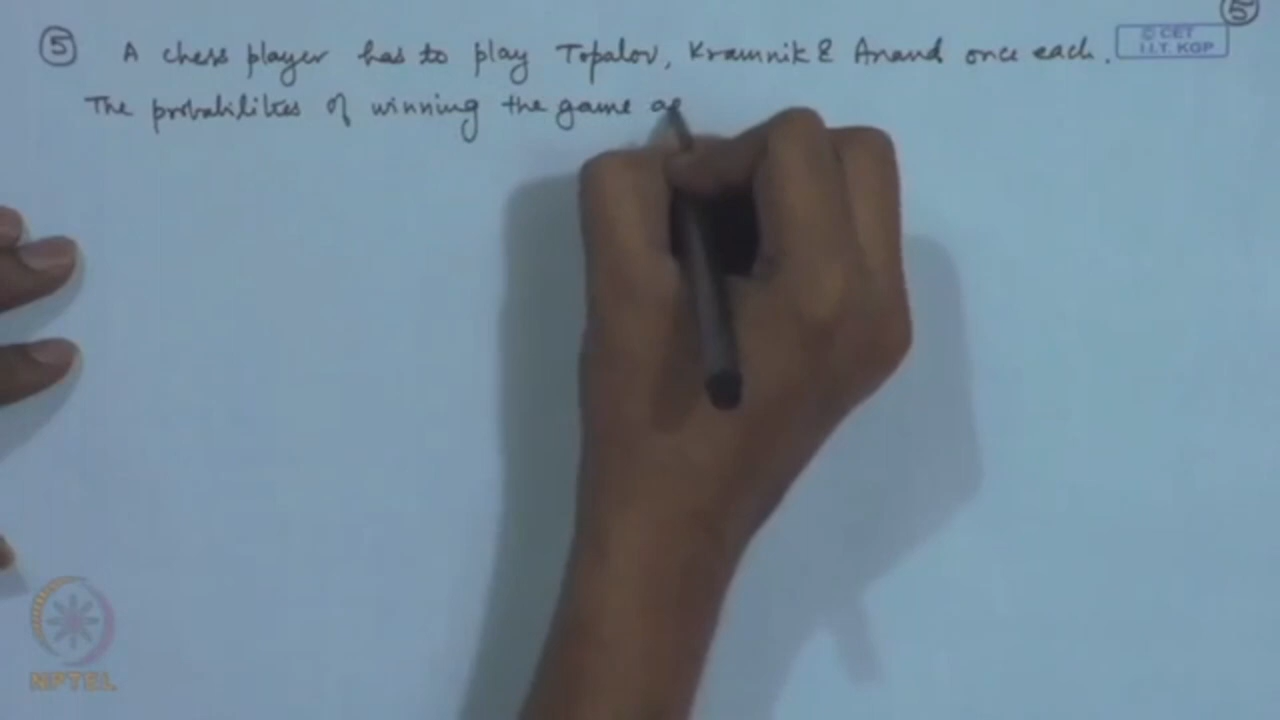 5
© CET
I.I.T. KGP
5 A chess player has to play Topalov, Kramnik & Anand once each.
The probabilities of winning the game
NPTEL